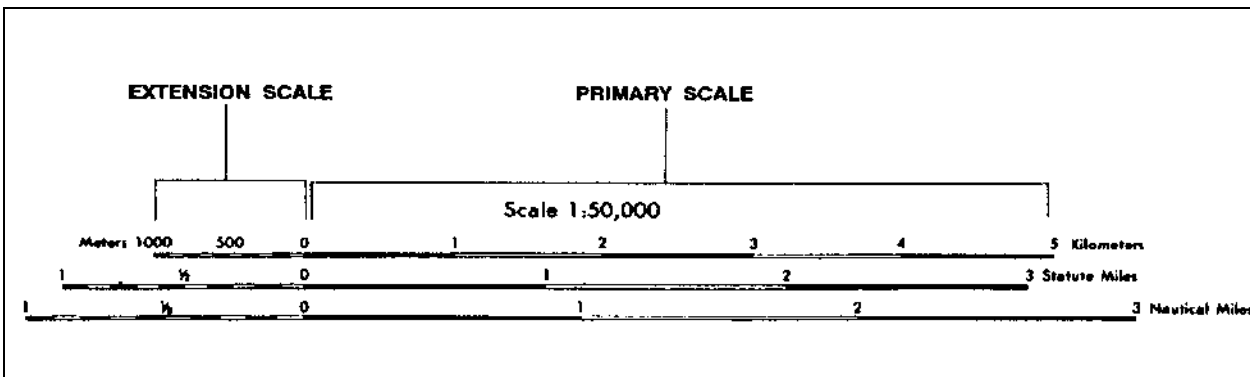 EXTENSION SCALE PRIMARY SCALE
Scale 1:50,000
Meters 1000 500 0 1 2 3 4 5 Kilometers
1 ½ 0 1 2 3 Statute Miles
1 ½ 0 1 2 3 Nautical Miles